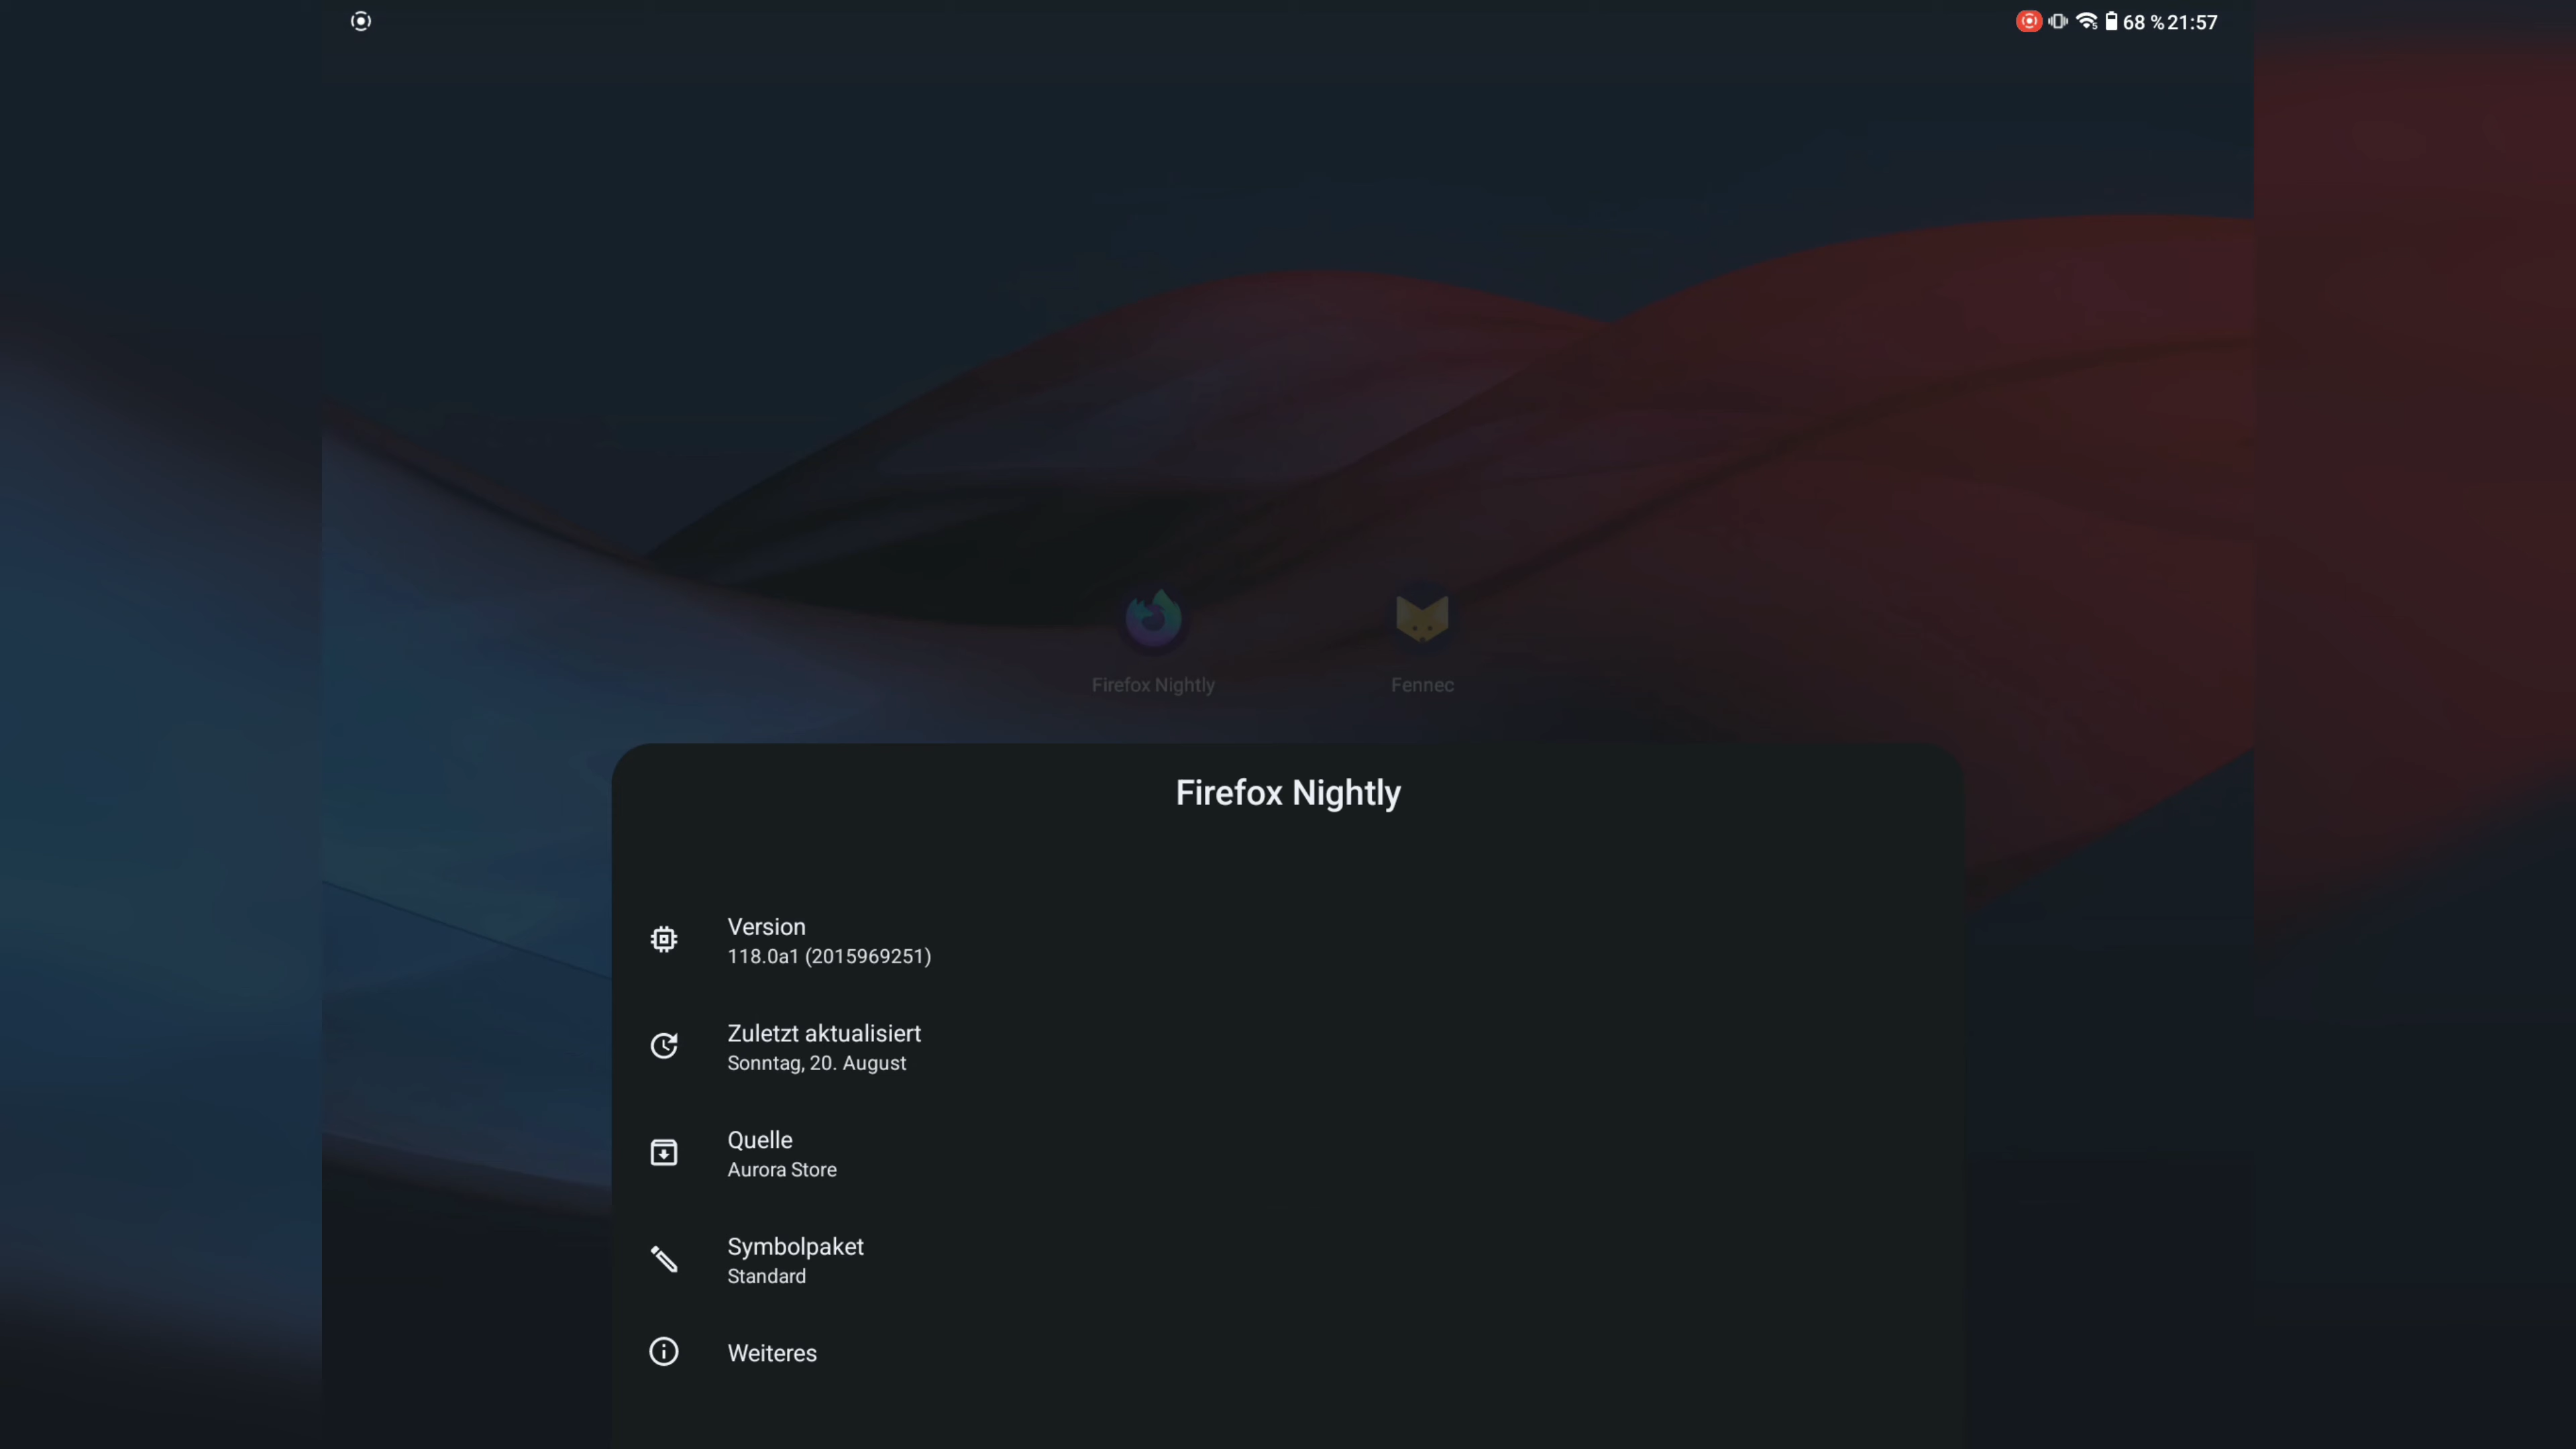 68 % 21:57
Firefox Nightly
Fennec
Firefox Nightly
Version
118.0a1 (2015969251)
Zuletzt aktualisiert
Sonntag, 20. August
Quelle
Aurora Store
Symbolpaket
Standard
Weiteres